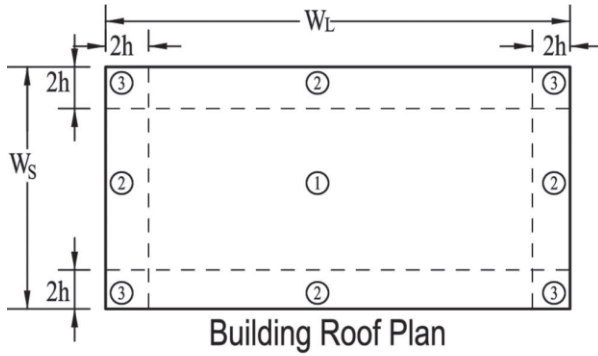 W_L
2h 2h
2h ③ ② ③
W_S ② ① ②
2h ③ ② ③
Building Roof Plan